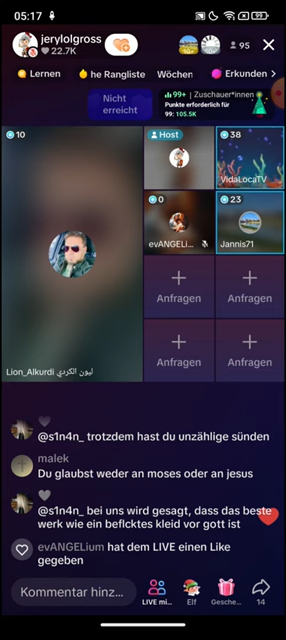 05:17
99
jerylolgross
22.7K
95
Lernen
he Rangliste
Wöchen
Erkunden >
Nicht
erreicht
99+ | Zuschauer*innen
Punkte erforderlich für
99: 105.5K
10
Host
38
VidaLocaTV
0
23
evANGELi...
Jannis71
+
Anfragen
+
Anfragen
+
Anfragen
+
Anfragen
Lion_Alkurdi ليون الكردي
@s1n4n_ trotzdem hast du unzählige sünden
malek
Du glaubst weder an moses oder an jesus
@s1n4n_ bei uns wird gesagt, dass das beste
werk wie ein beflcktes kleid vor gott ist
evANGELium hat dem LIVE einen Like
gegeben
Kommentar hinz...
LIVE mi...
Elf
Gesche...
14